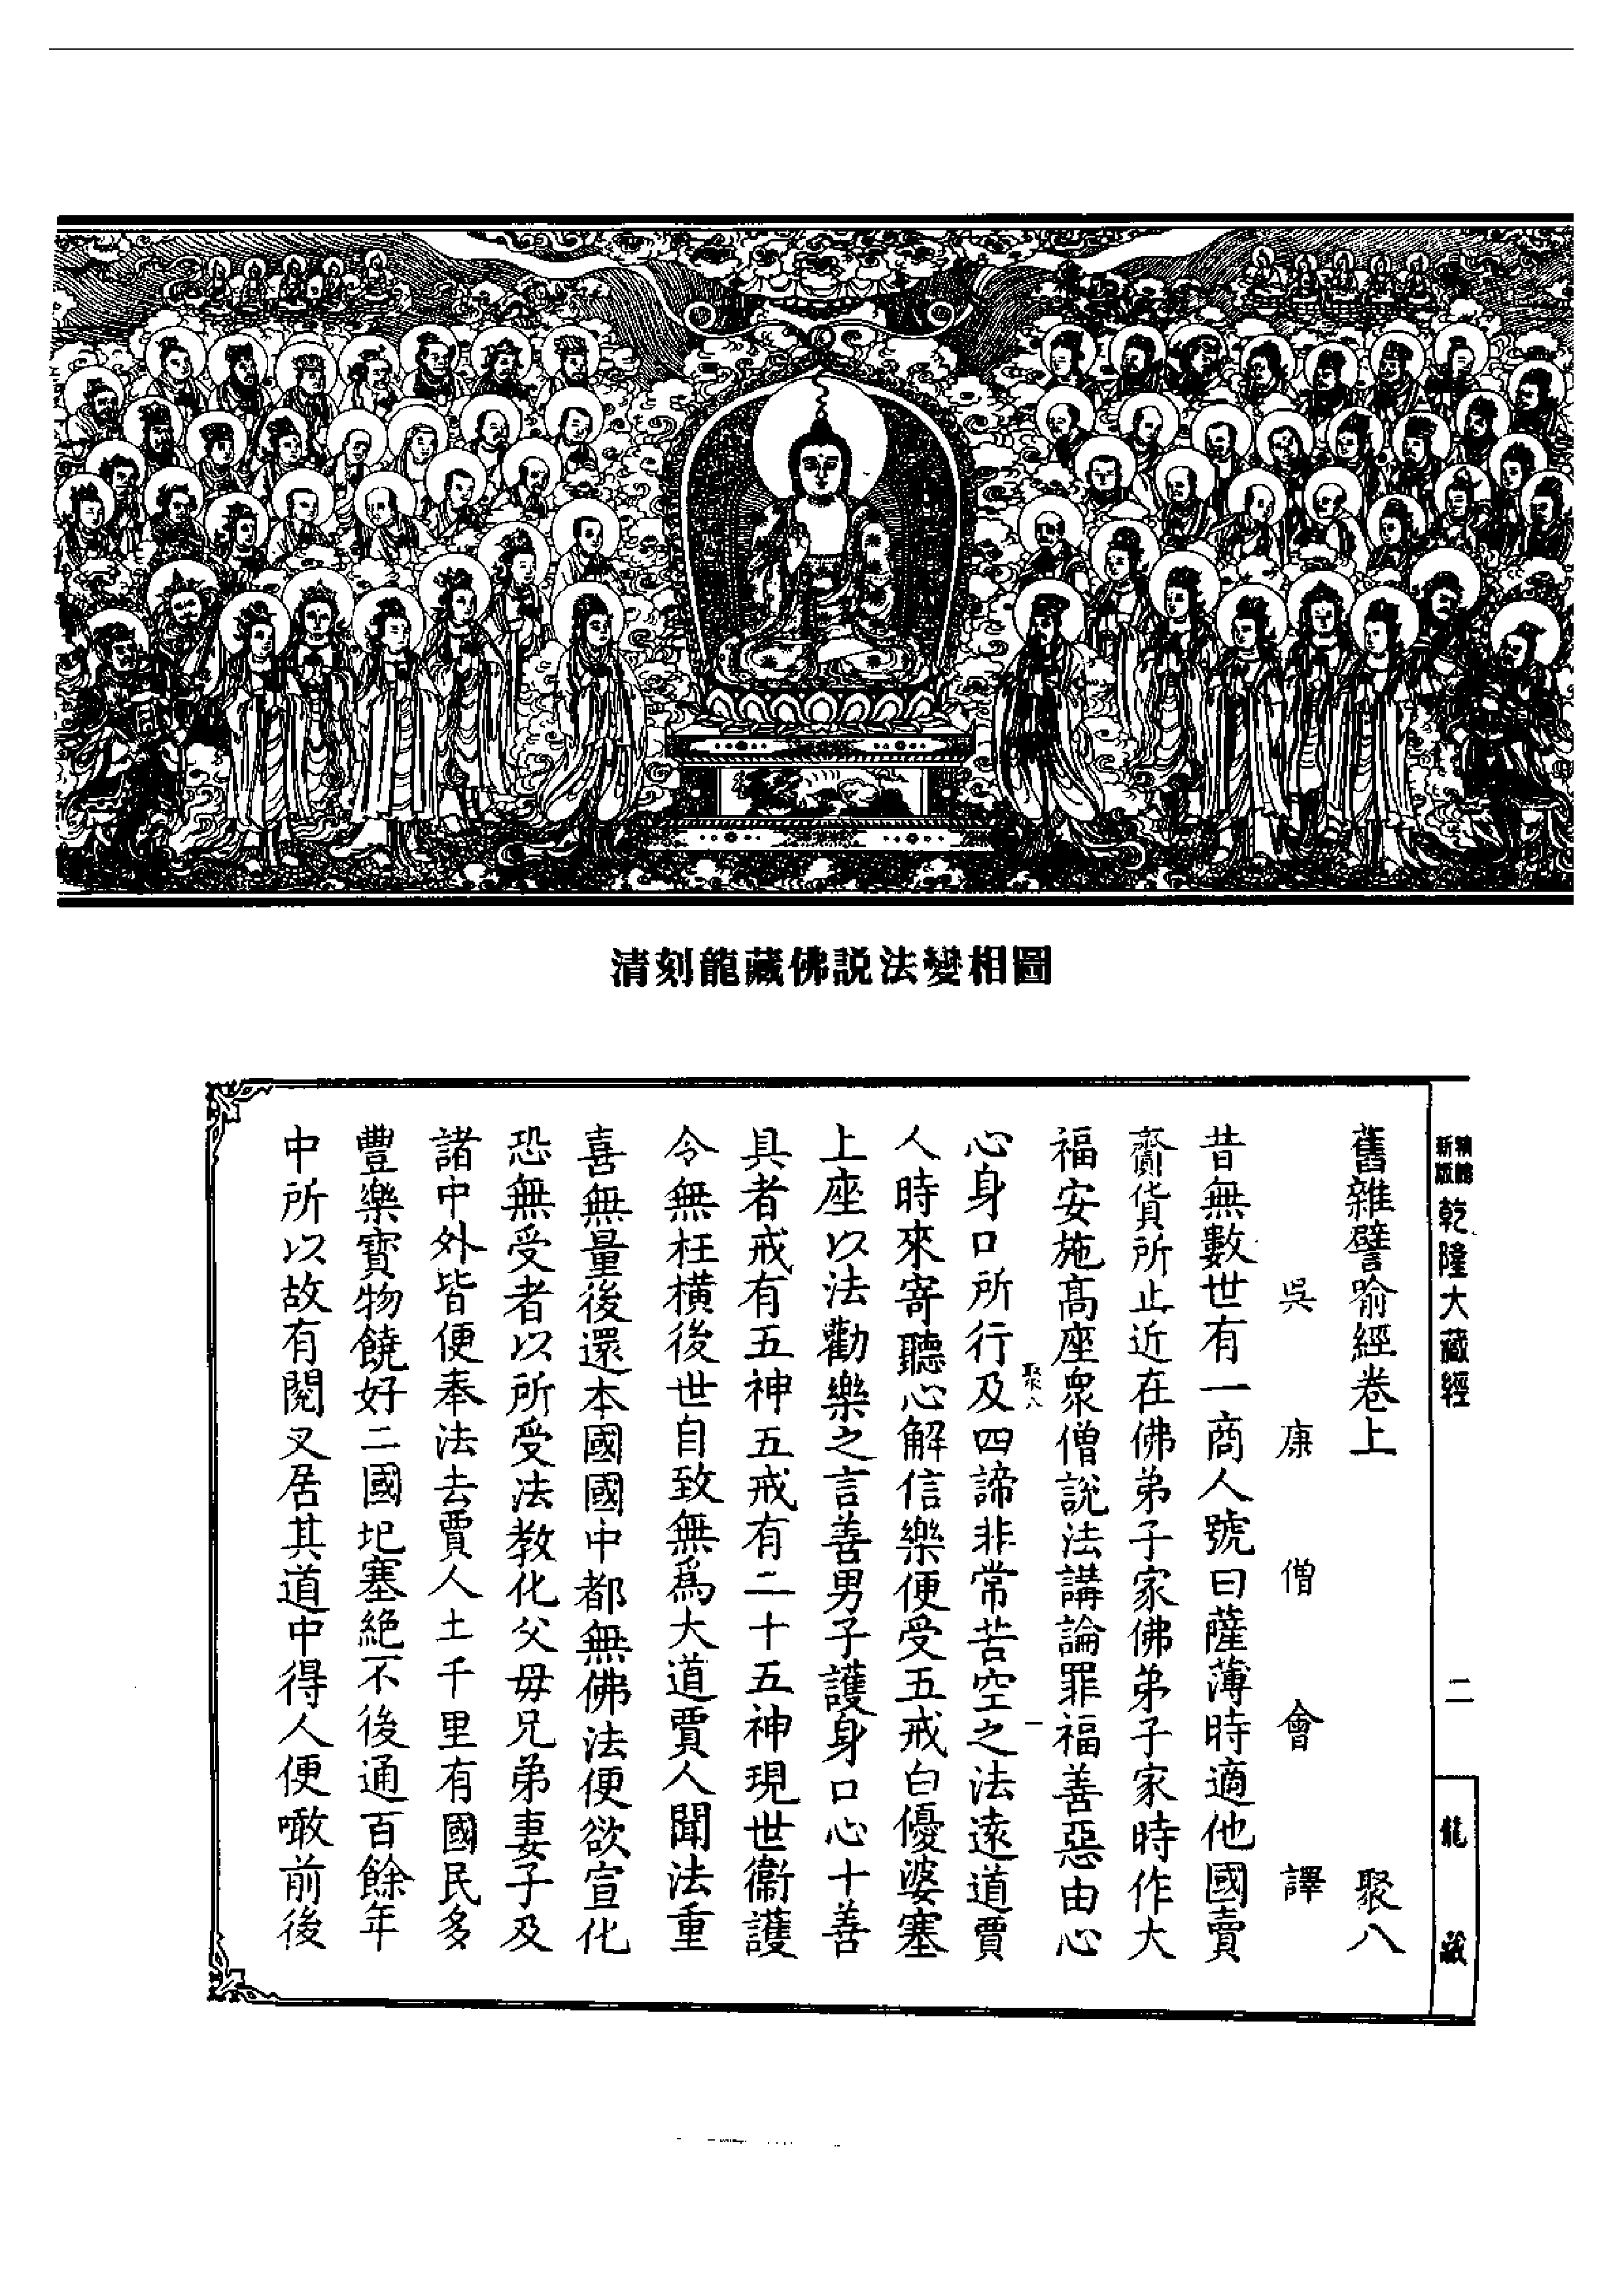 清刻龍藏佛說法變相圖
新版
精縮
乾隆大藏經
二
龍藏
舊雜譬喻經卷上 聚八
吳康僧會譯
昔無數世有一商人號曰薩薄時適他國賣
齎貨所止近在佛弟子家佛弟子家時作大
福安施高座衆僧說法講論罪福善惡由心
聚八 一
心身口所行及四諦非常苦空之法遠道賈
人時來寄聽心解信樂便受五戒白優婆塞
上座以法勸樂之言善男子護身口心十善
具者戒有五神五戒有二十五神現世衞護
令無枉橫後世自致無爲大道賈人聞法重
喜無量後還本國國中都無佛法便欲宣化
恐無受者以所受法教化父母兄弟妻子及
諸中外皆便奉法去賈人土千里有國民多
豐樂寶物饒好二國圯塞絕不後通百餘年
中所以故有閱叉居其道中得人便噉前後